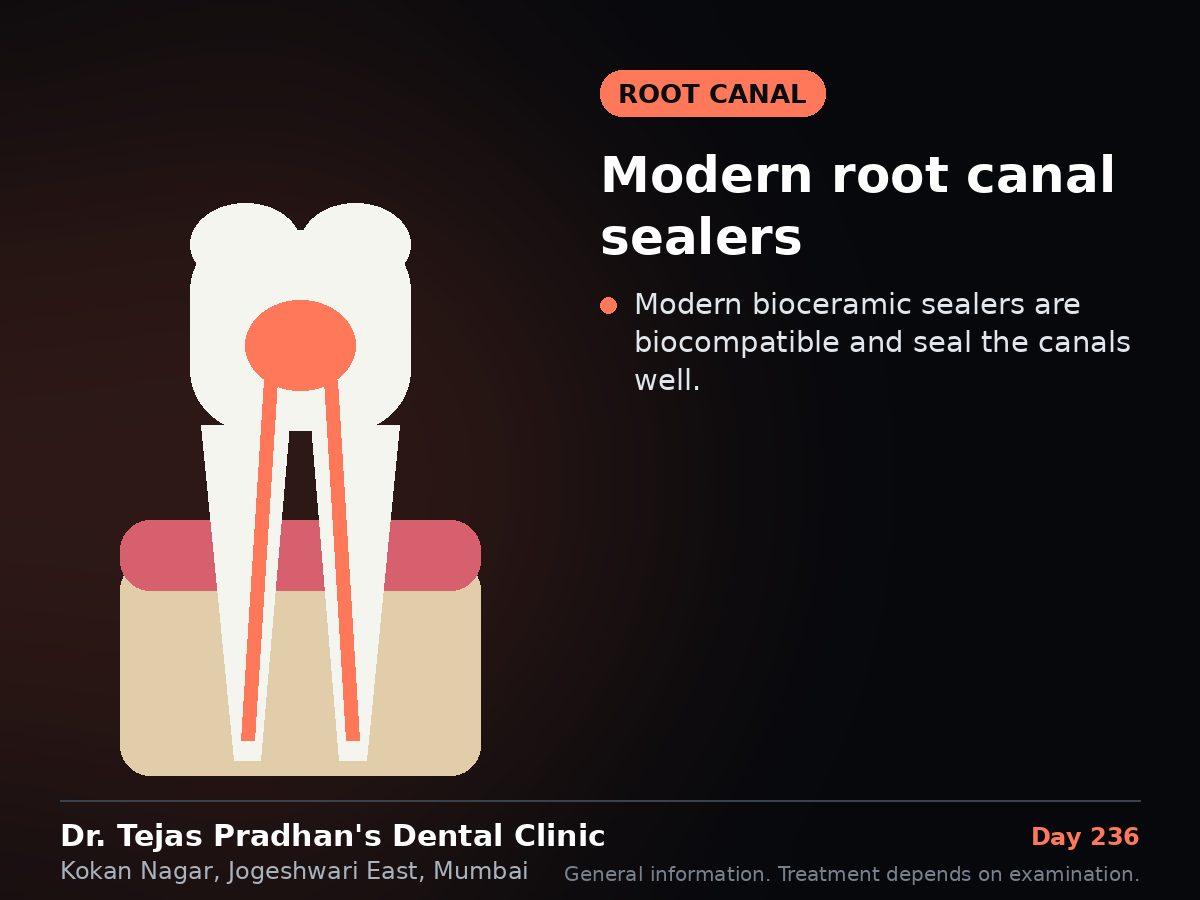 ROOT CANAL
Modern root canal
sealers
Modern bioceramic sealers are
biocompatible and seal the canals
well.
Dr. Tejas Pradhan's Dental Clinic
Day 236
Kokan Nagar, Jogeshwari East, Mumbai
General information. Treatment depends on examination.